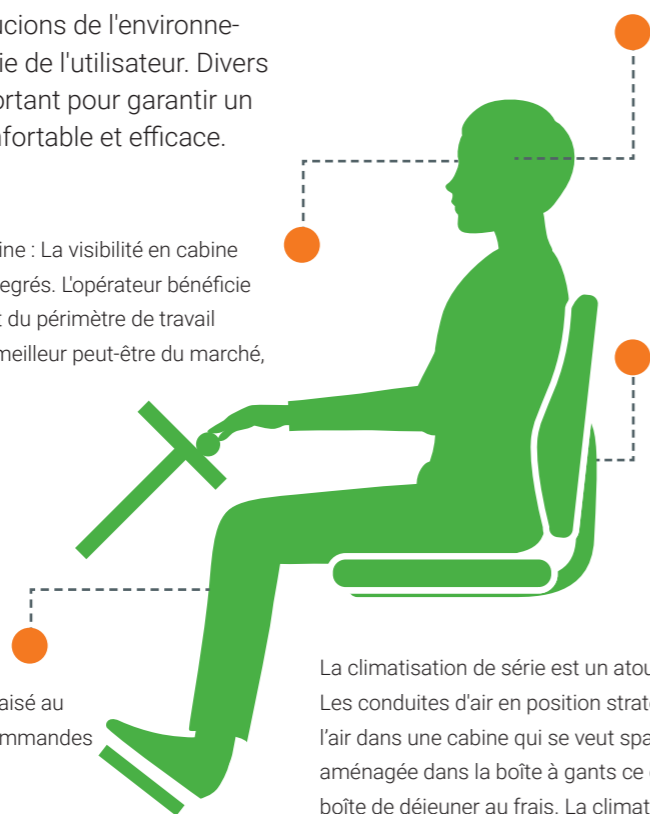 ucions de l'environne-
ie de l'utilisateur. Divers
ortant pour garantir un
nfortable et efficace.
ine : La visibilité en cabine
egrés. L'opérateur bénéficie
t du périmètre de travail
meilleur peut-être du marché,
aisé au
mmandes
La climatisation de série est un atou
Les conduites d'air en position straté
l'air dans une cabine qui se veut spa
aménagée dans la boîte à gants ce
boîte de déjeuner au frais. La climat